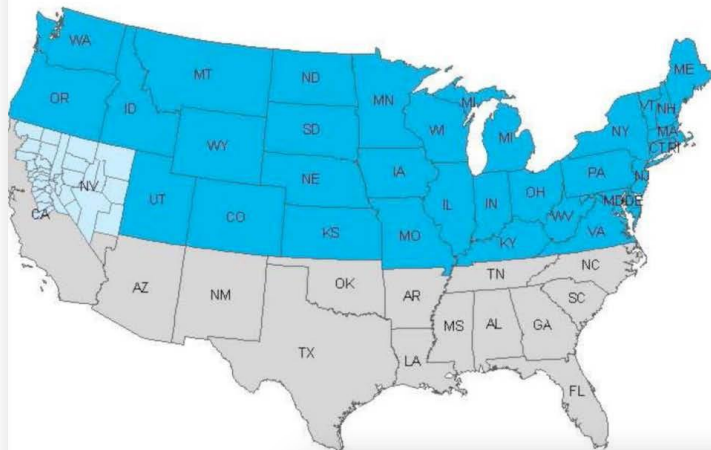 WA
MT
ND
MN
ME
OR
ID
SD
WI
MI
MI
VT
NH
NY
MA
CT
RI
WY
IA
NE
PA
NJ
NV
UT
CO
IL
IN
OH
MD
DE
WV
KS
MO
KY
VA
CA
AZ
NM
OK
AR
TN
NC
SC
MS
AL
GA
TX
LA
FL